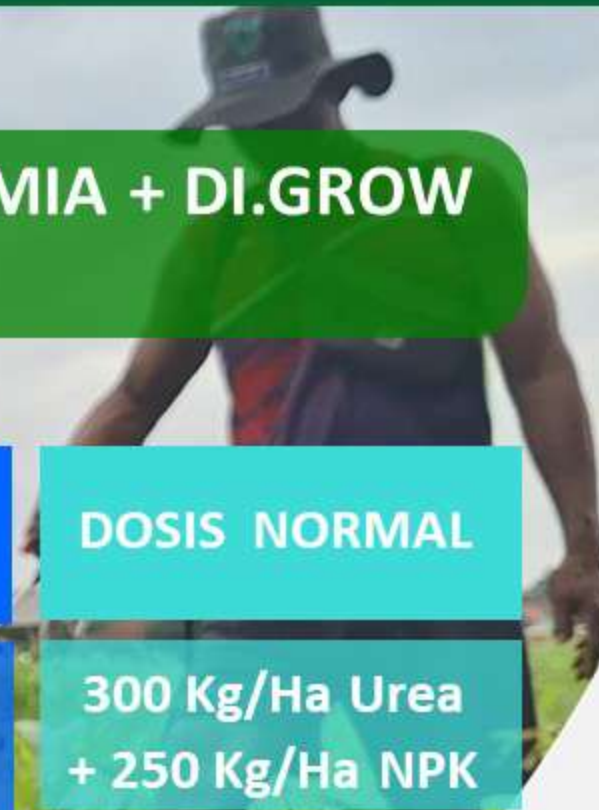 MIA + DI.GROW
DOSIS NORMAL
300 Kg/Ha Urea
+ 250 Kg/Ha NPK